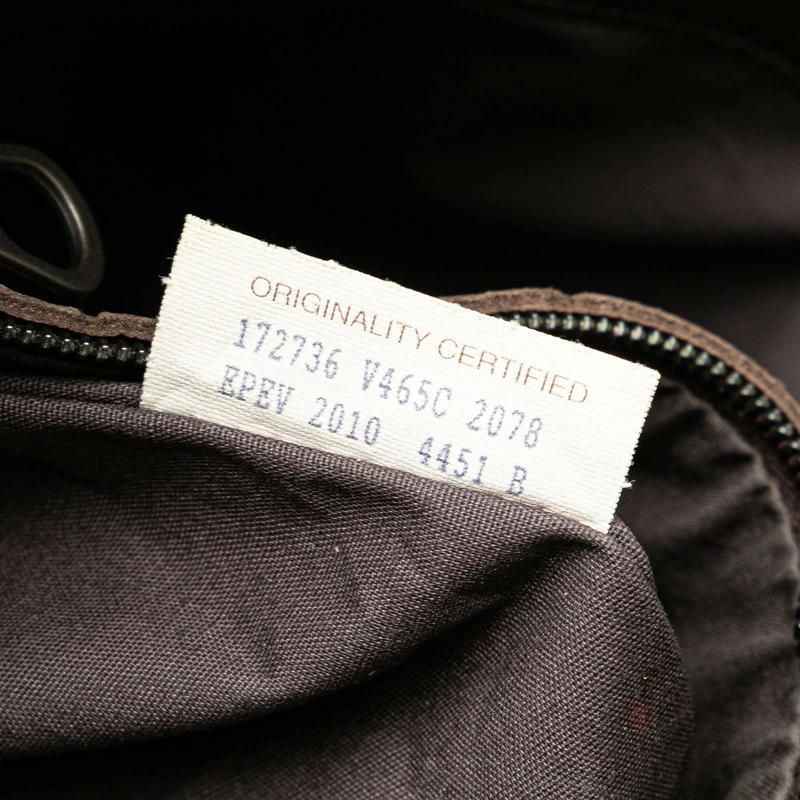 ORIGINALITY CERTIFIED
172736 V465C 2078
EPEV 2010 4451 B